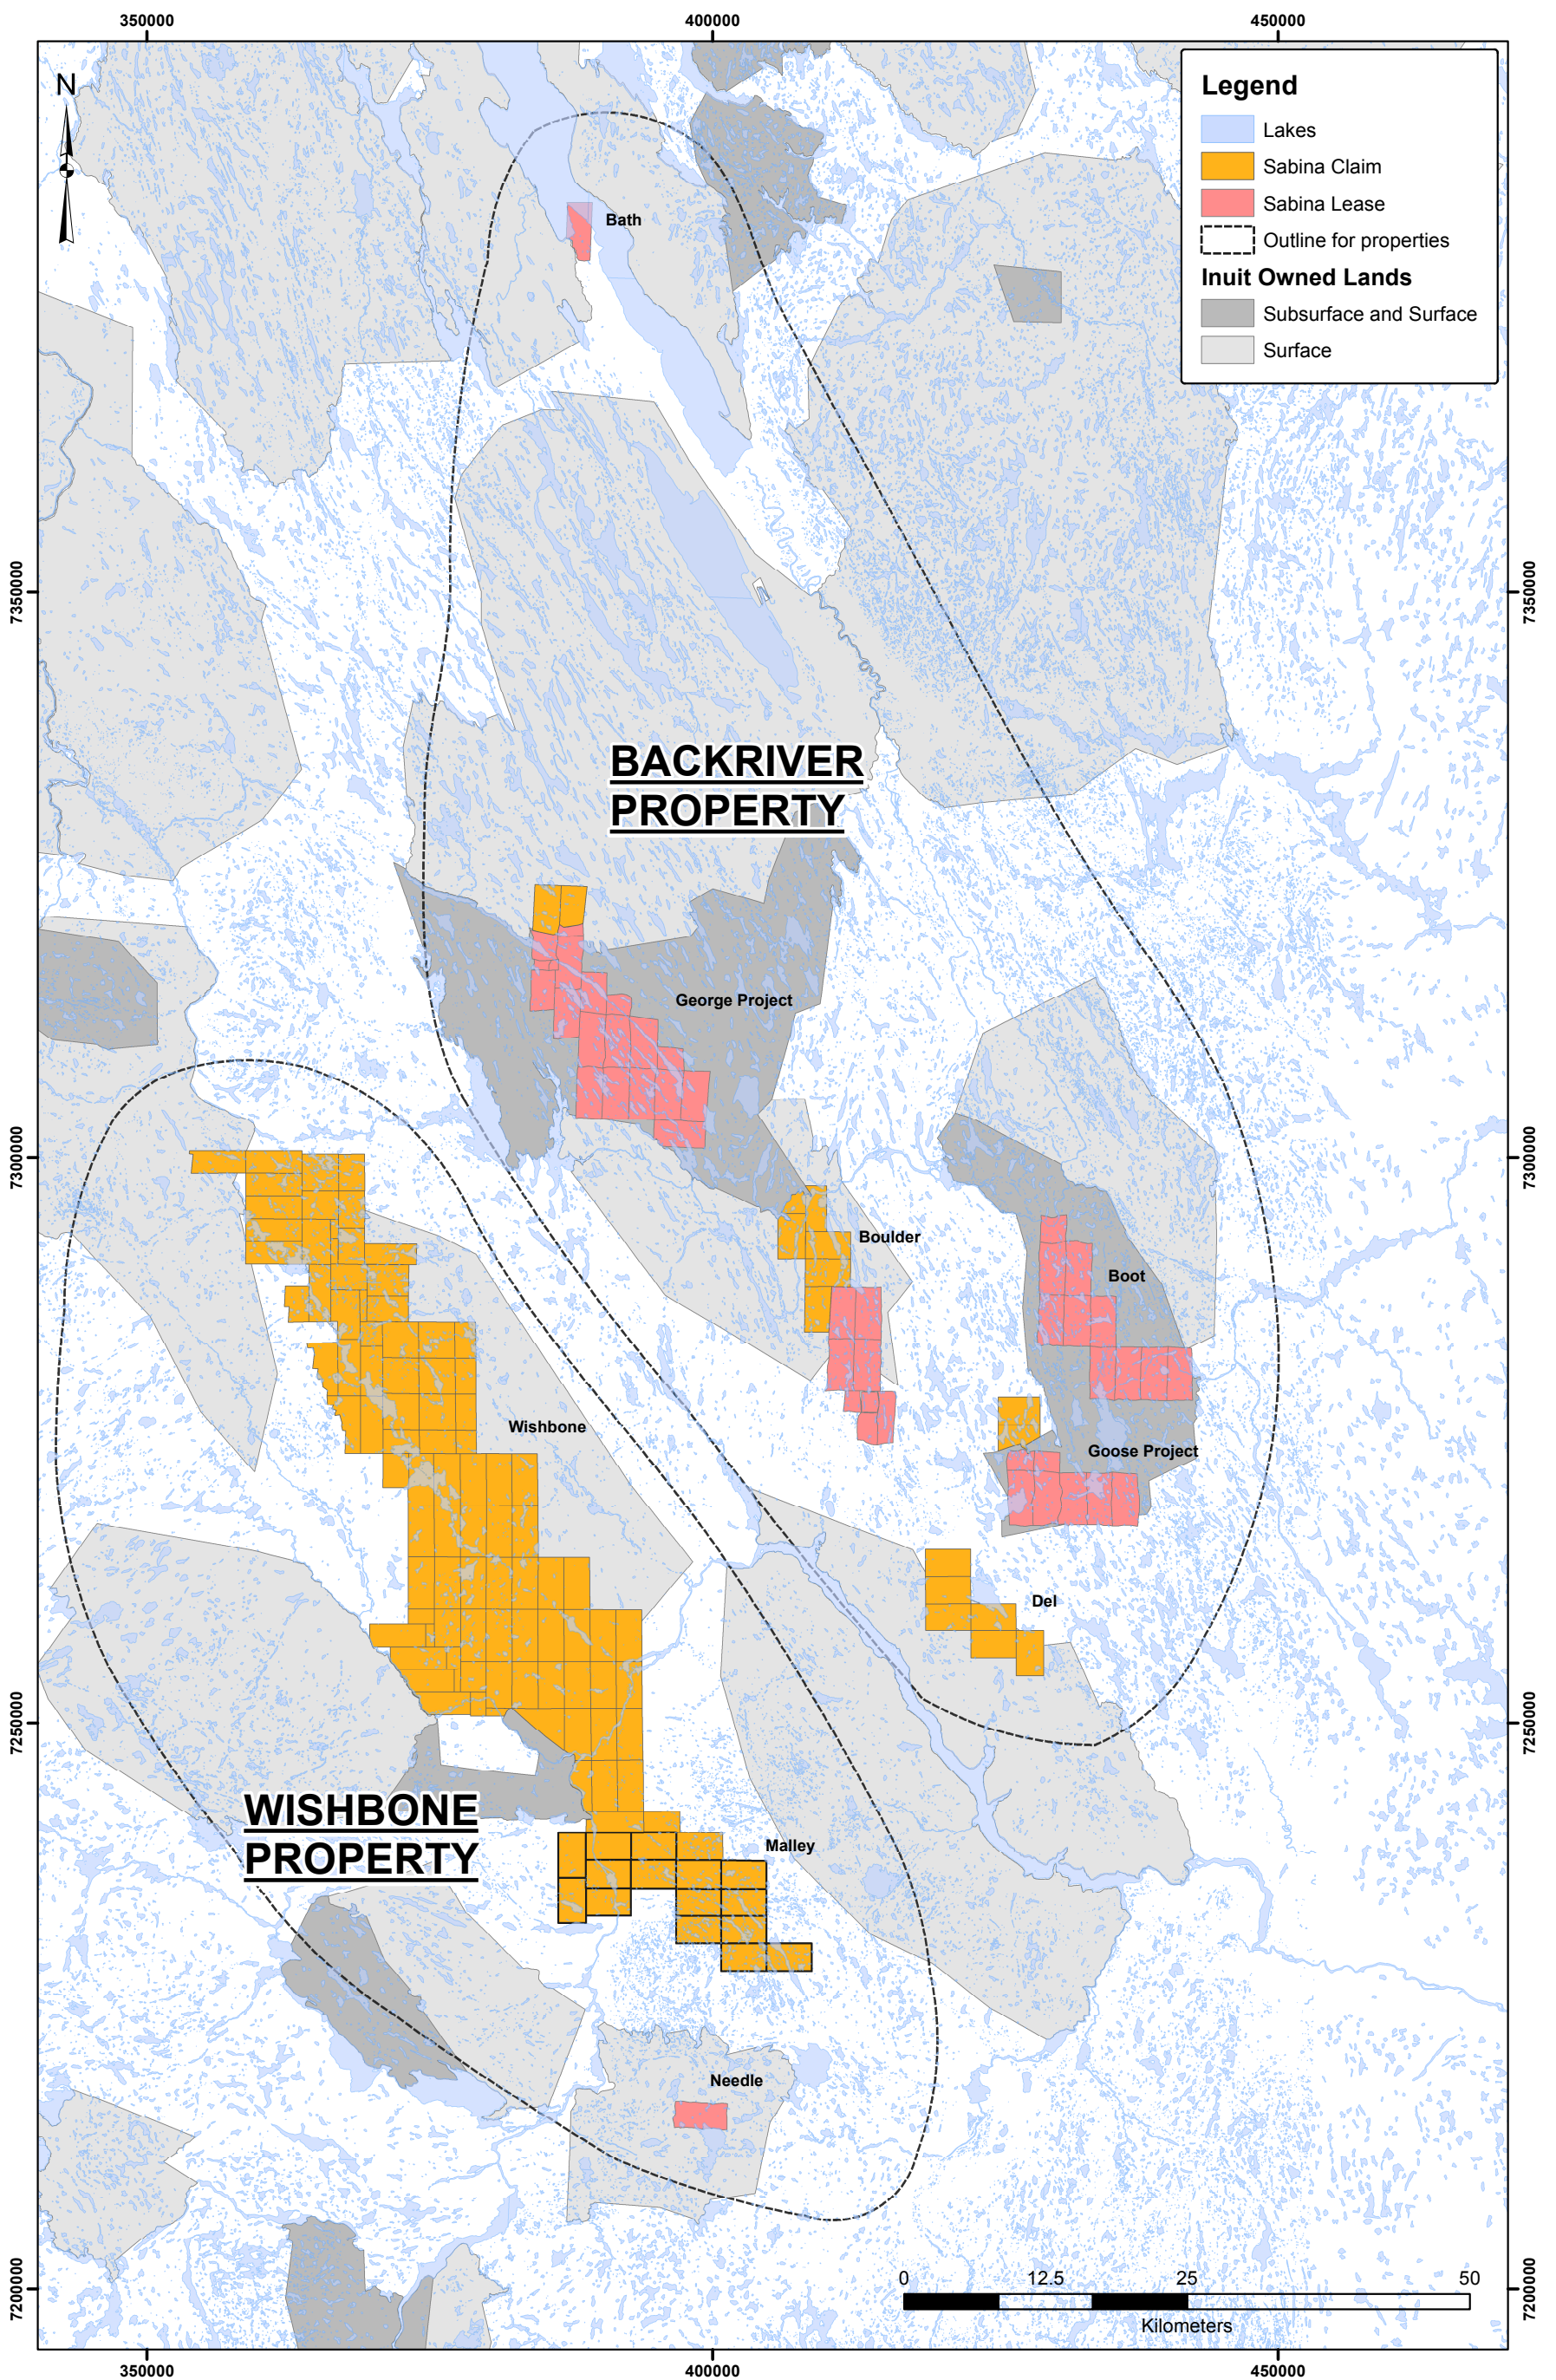 350000
400000
450000
N
Legend
Lakes
Sabina Claim
Sabina Lease
Outline for properties
Inuit Owned Lands
Subsurface and Surface
Surface
Bath
7350000
7350000
BACKRIVER
PROPERTY
George Project
7300000
7300000
Boulder
Boot
Wishbone
Goose Project
Del
7250000
7250000
WISHBONE
PROPERTY
Malley
Needle
7200000
7200000
0
12.5
25
50
Kilometers
350000
400000
450000